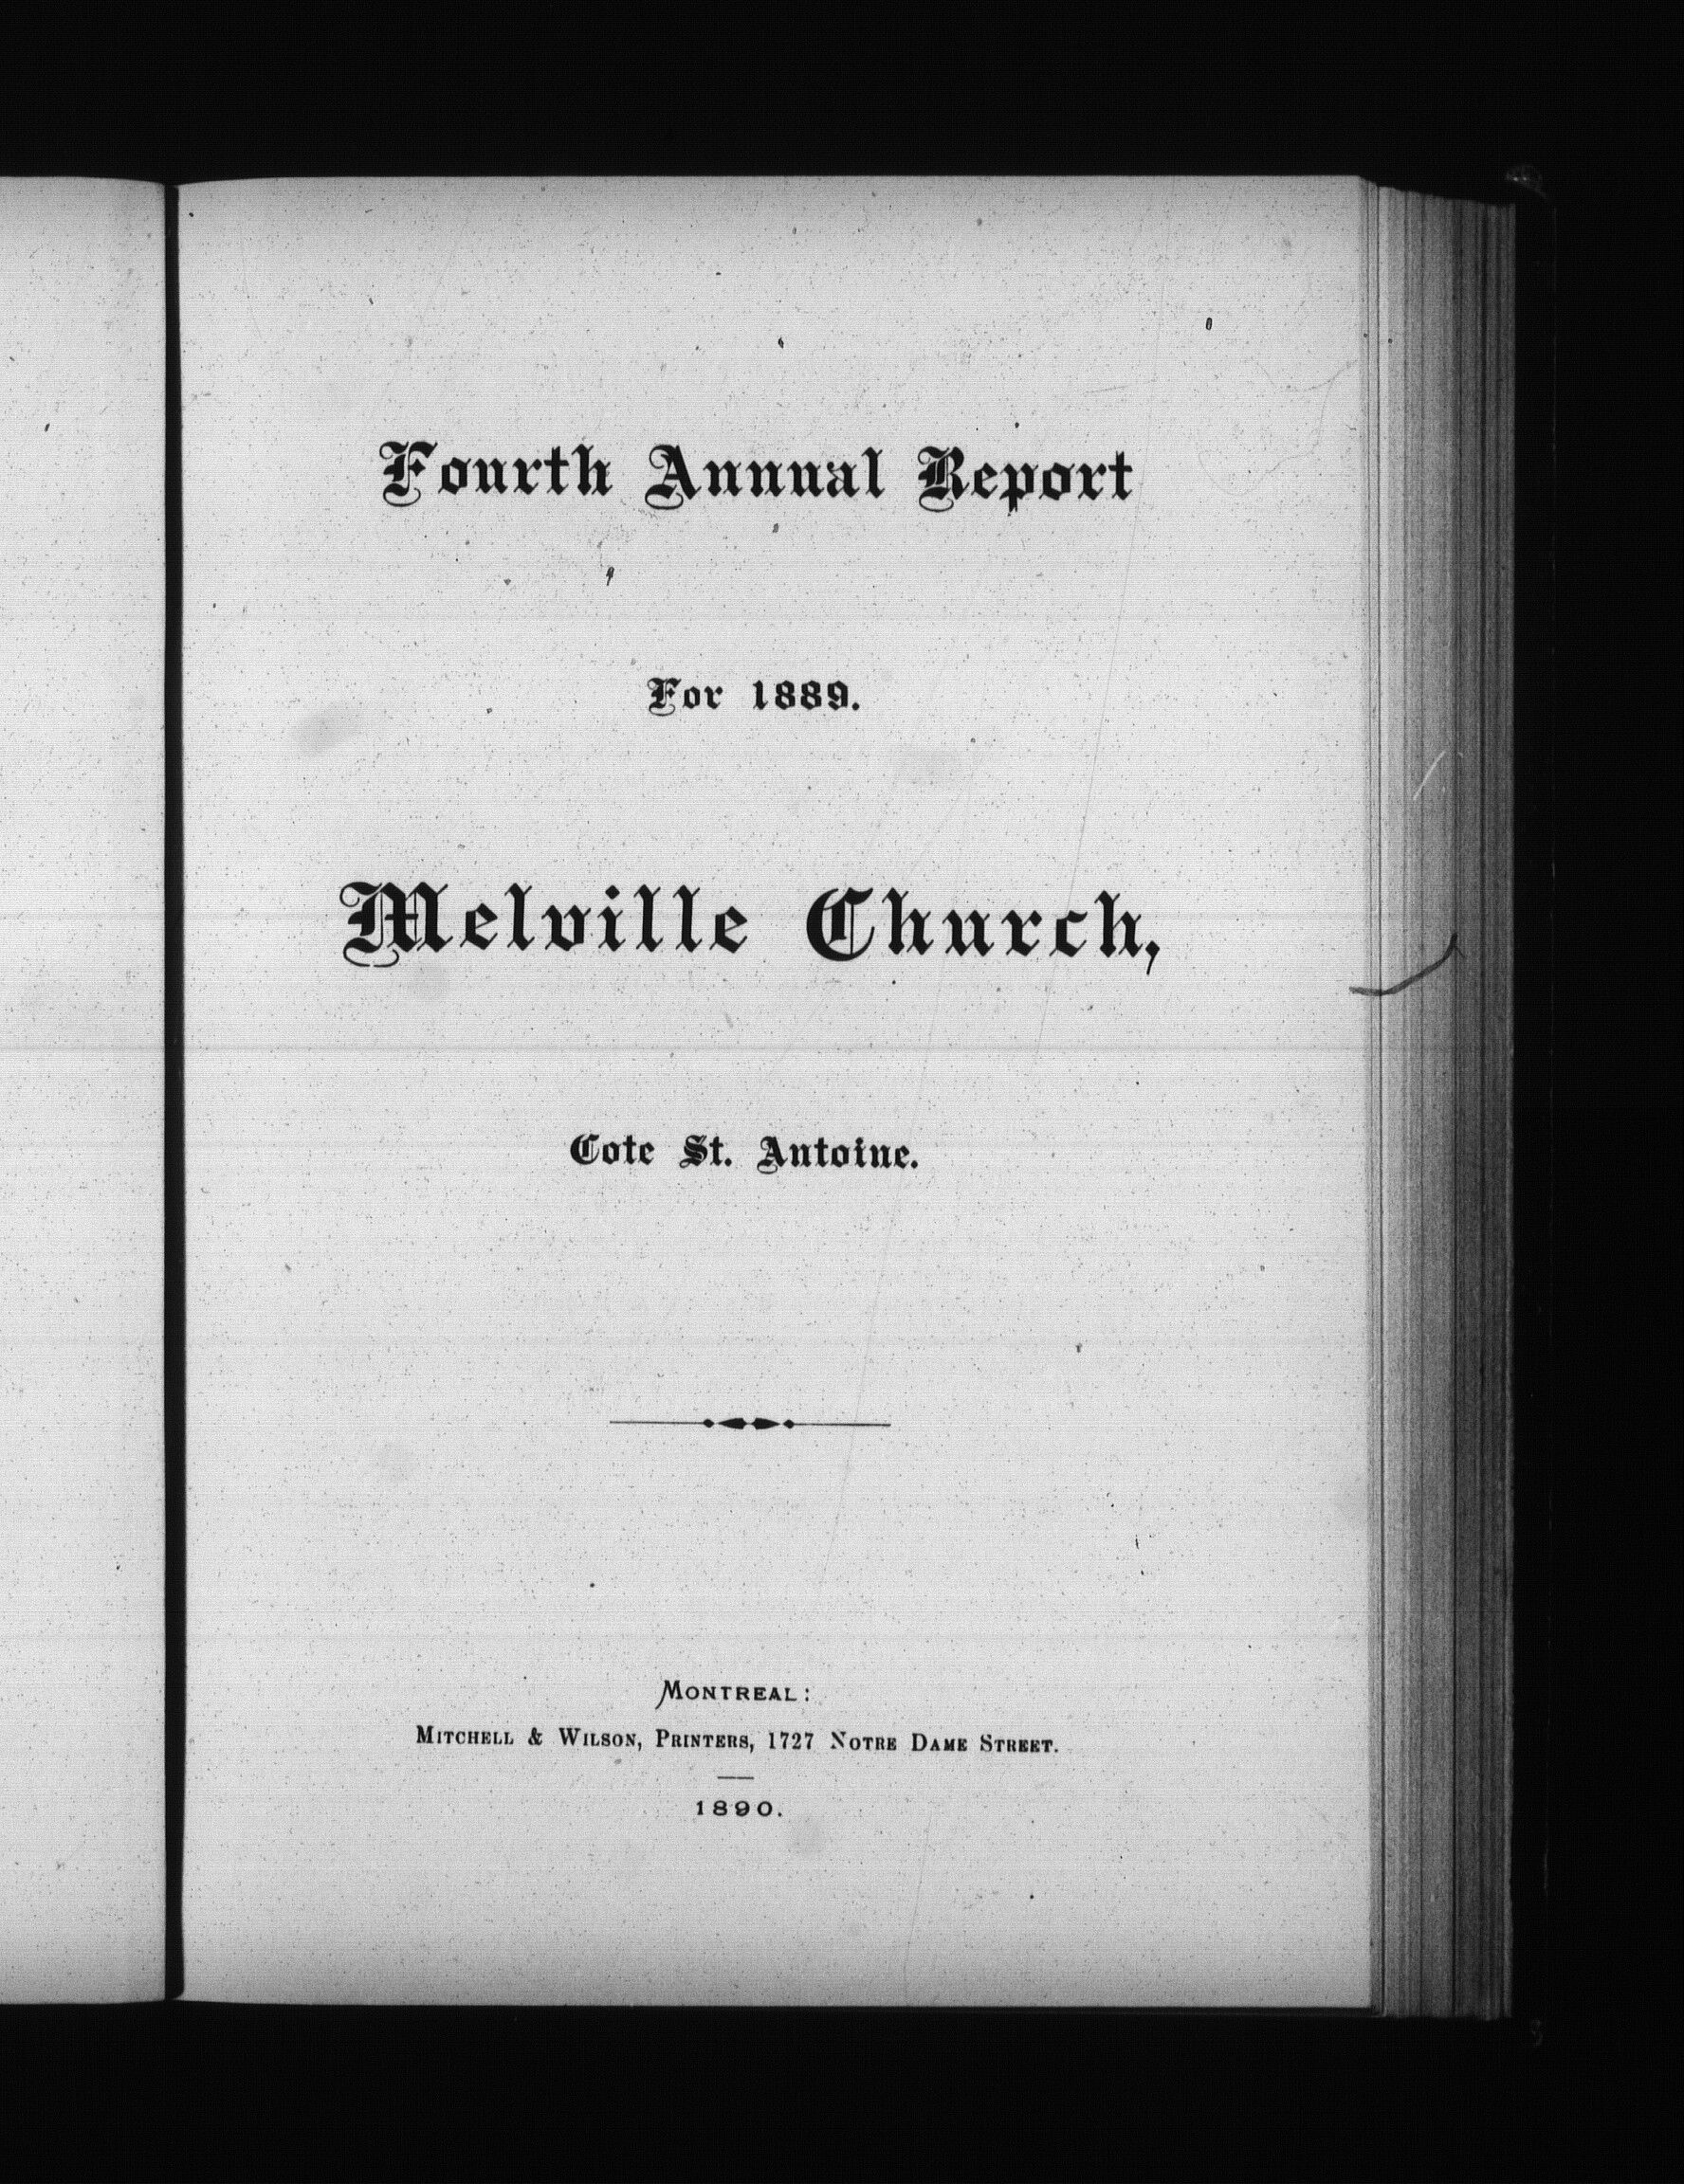 Fourth Annual Report
For 1889.
Melville Church,
Cote St. Antoine.
MONTREAL:
MITCHELL & WILSON, PRINTERS, 1727 NOTRE DAME STREET.
1890.